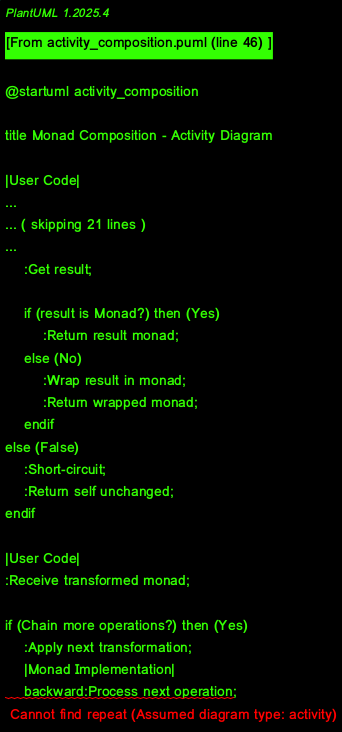 PlantUML 1.2025.4
[From activity_composition.puml (line 46) ]
@startuml activity_composition
title Monad Composition - Activity Diagram
|User Code|
...
... ( skipping 21 lines )
...
:Get result;
if (result is Monad?) then (Yes)
:Return result monad;
else (No)
:Wrap result in monad;
:Return wrapped monad;
endif
else (False)
:Short-circuit;
:Return self unchanged;
endif
|User Code|
:Receive transformed monad;
if (Chain more operations?) then (Yes)
:Apply next transformation;
|Monad Implementation|
backward:Process next operation;
Cannot find repeat (Assumed diagram type: activity)